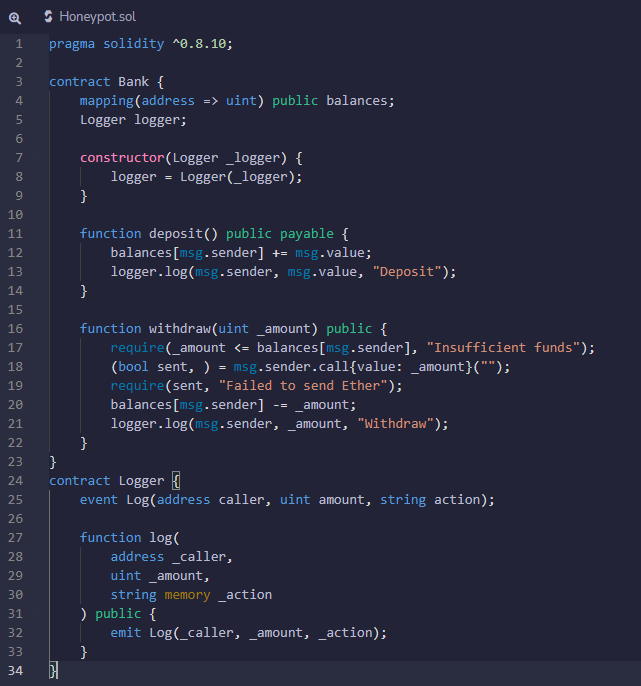 Honeypot.sol
1 pragma solidity ^0.8.10;
2
3 contract Bank {
4     mapping(address => uint) public balances;
5     Logger logger;
6
7     constructor(Logger _logger) {
8         logger = Logger(_logger);
9     }
10
11     function deposit() public payable {
12         balances[msg.sender] += msg.value;
13         logger.log(msg.sender, msg.value, "Deposit");
14     }
15
16     function withdraw(uint _amount) public {
17         require(_amount <= balances[msg.sender], "Insufficient funds");
18         (bool sent, ) = msg.sender.call{value: _amount}("");
19         require(sent, "Failed to send Ether");
20         balances[msg.sender] -= _amount;
21         logger.log(msg.sender, _amount, "Withdraw");
22     }
23 }
24 contract Logger {
25     event Log(address caller, uint amount, string action);
26
27     function log(
28         address _caller,
29         uint _amount,
30         string memory _action
31     ) public {
32         emit Log(_caller, _amount, _action);
33     }
34 }